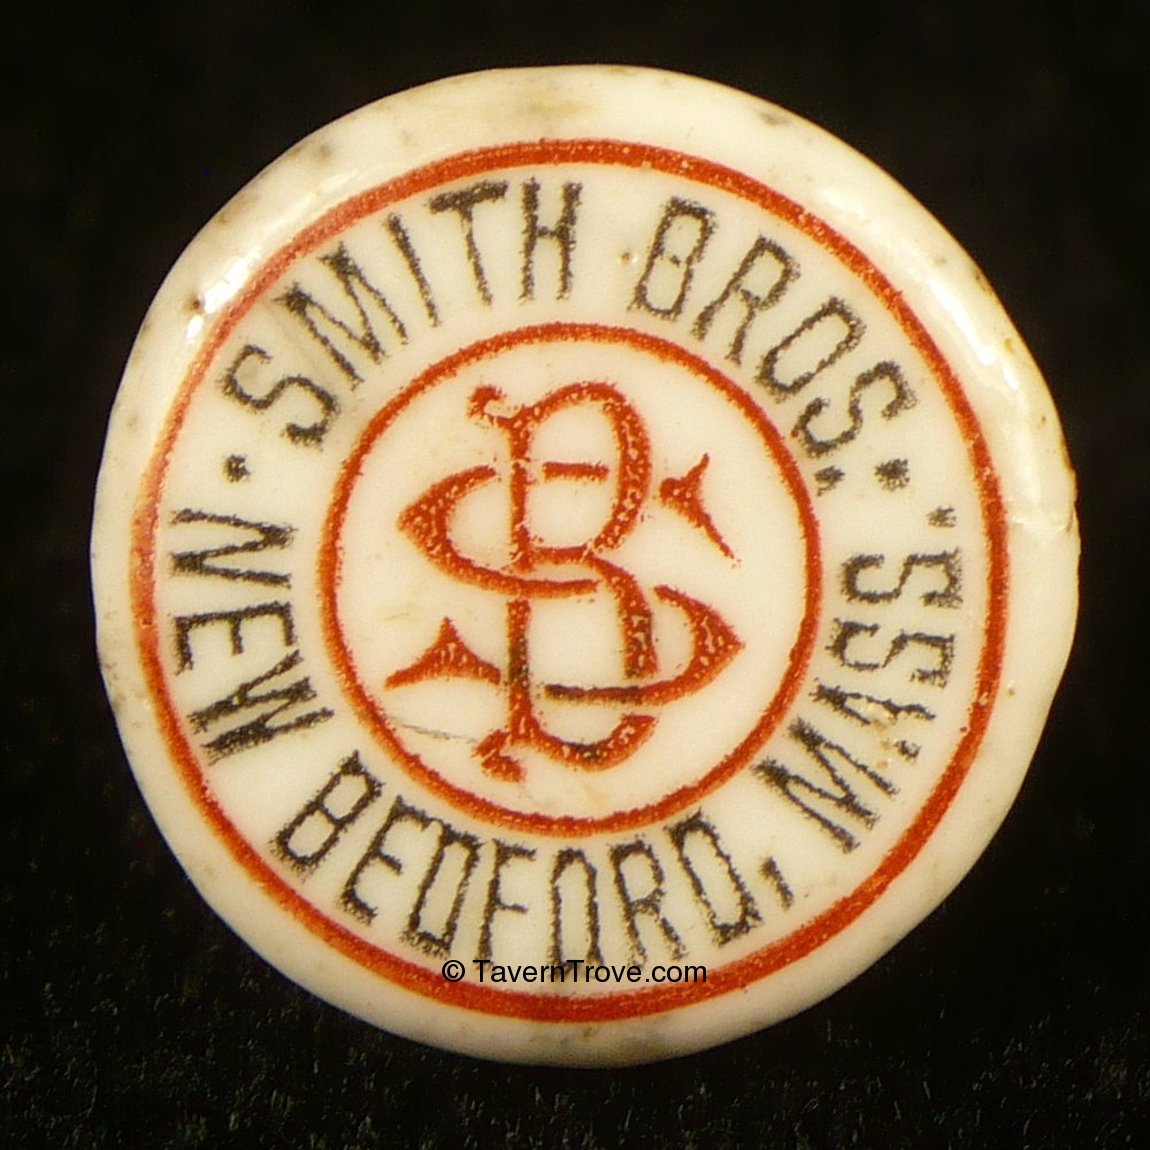 · SMITH BROS. ·
NEW BEDFORD, MASS.
SB
© TavernTrove.com